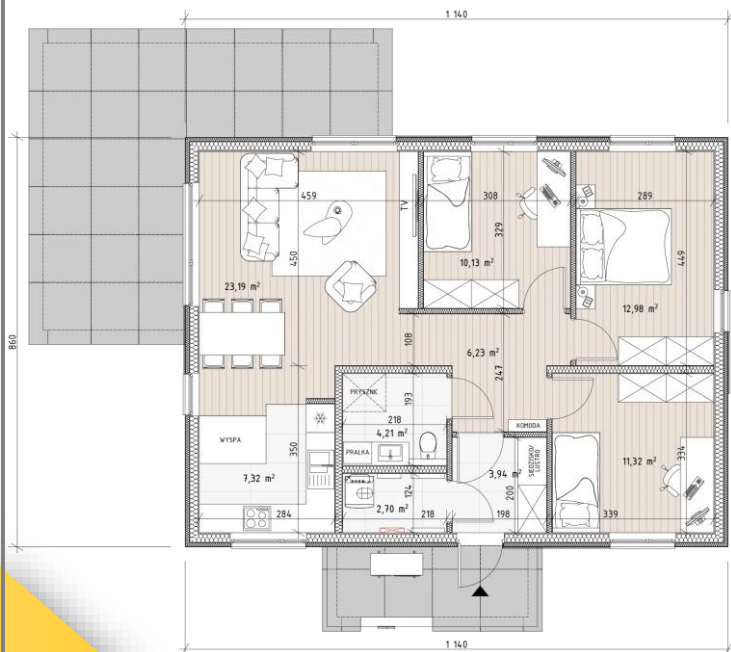 1 140
459
TV
308
329
289
449
450
10,13 m²
23,19 m²
12,98 m²
860
108
6,23 m²
247
PRYSZNIC
193
218
4,21 m²
KOMODA
WYSPA
350
PRALKA
3,94 m²
SIEDZISKO/
LUSTRO
11,32 m²
334
7,32 m²
124
200
2,70 m²
284
218
198
339
1 140